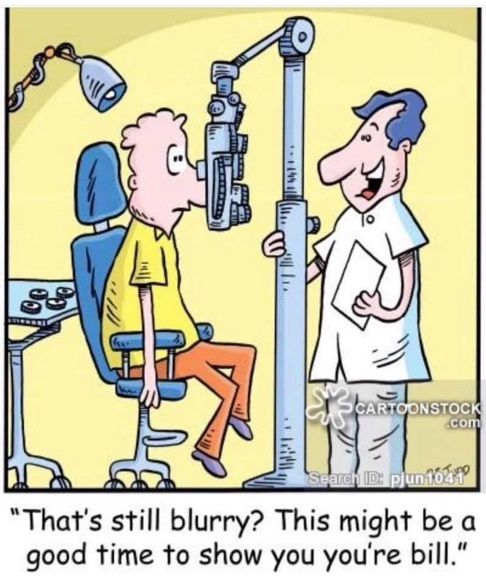 CARTOONSTOCK
.com
Search ID: pjun1041
"That's still blurry? This might be a
good time to show you you're bill."